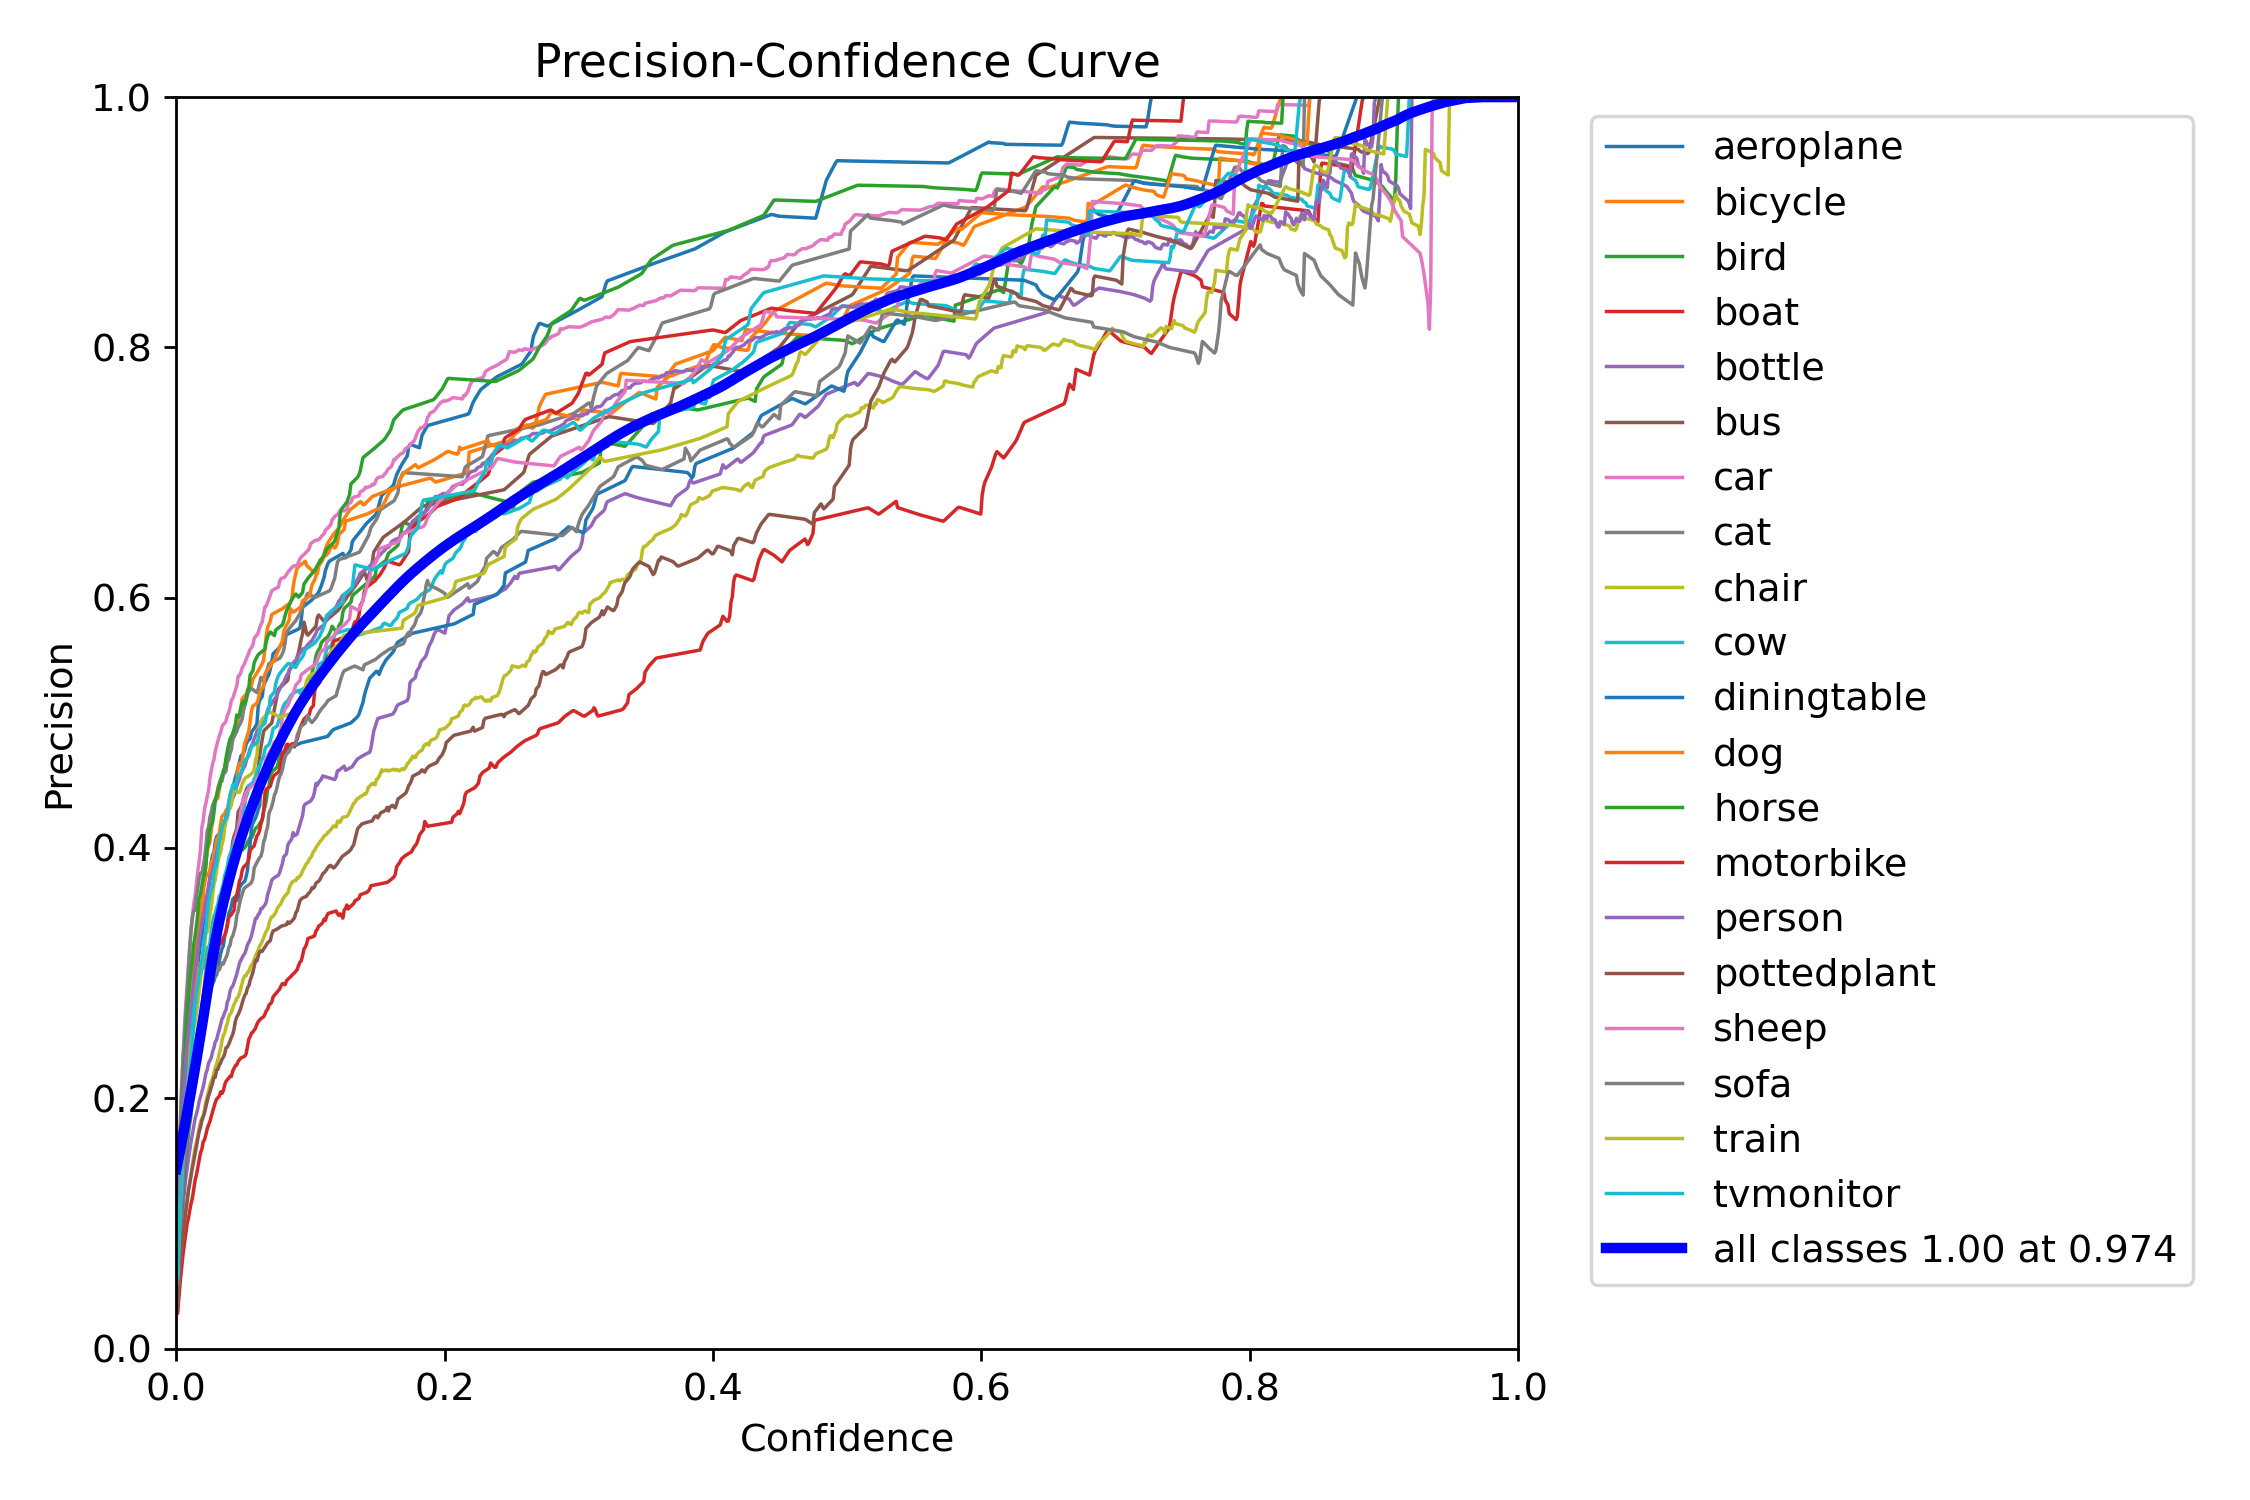 Precision-Confidence Curve
1.0
0.8
0.6
0.4
0.2
0.0
Precision
0.0 0.2 0.4 0.6 0.8 1.0
Confidence
aeroplane
bicycle
bird
boat
bottle
bus
car
cat
chair
cow
diningtable
dog
horse
motorbike
person
pottedplant
sheep
sofa
train
tvmonitor
all classes 1.00 at 0.974